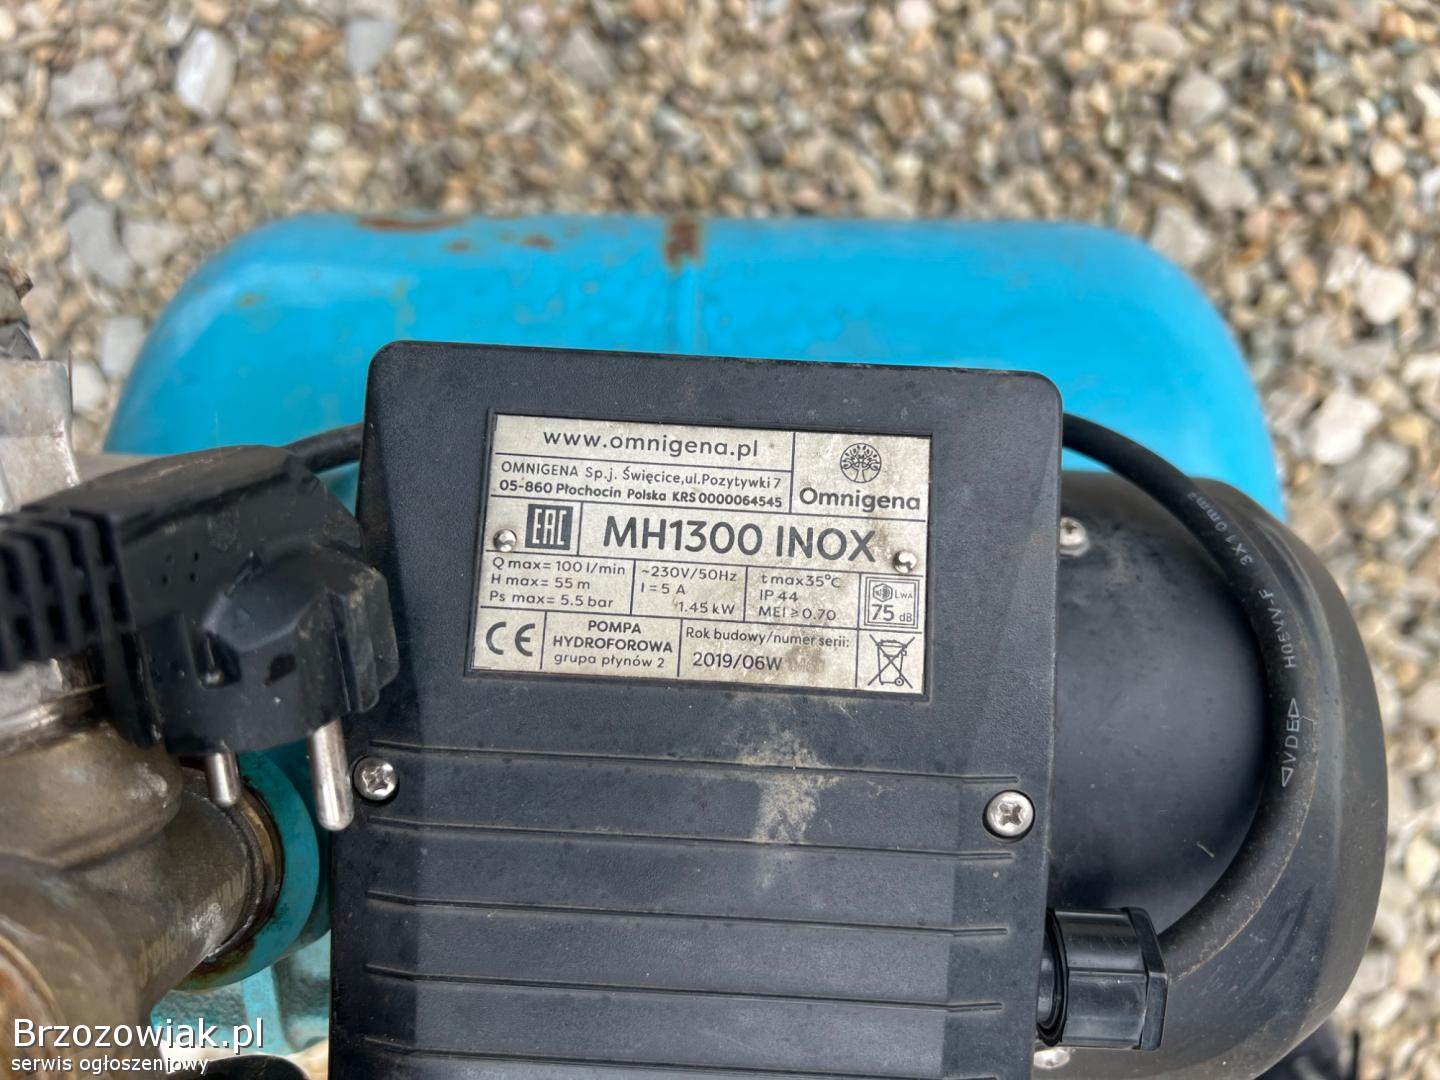 www.omnigena.pl
OMNIGENA Sp.j. Święcice,ul.Pozytywki 7
05-860 Płochocin Polska KRS 0000064545
Omnigena
EAC
MH1300 INOX
Q max= 100 l/min
H max= 55 m
Ps max= 5.5 bar
~230V/50Hz
I = 5 A
1.45 kW
t max35°C
IP 44
MEI ≥ 0.70
LWA
75 dB
CE
POMPA
HYDROFOROWA
grupa płynów 2
Rok budowy/numer serii:
2019/06W
3X1.0mm²
H05VV-F
◁VDE▷
Brzozowiak.pl
serwis ogłoszeniowy